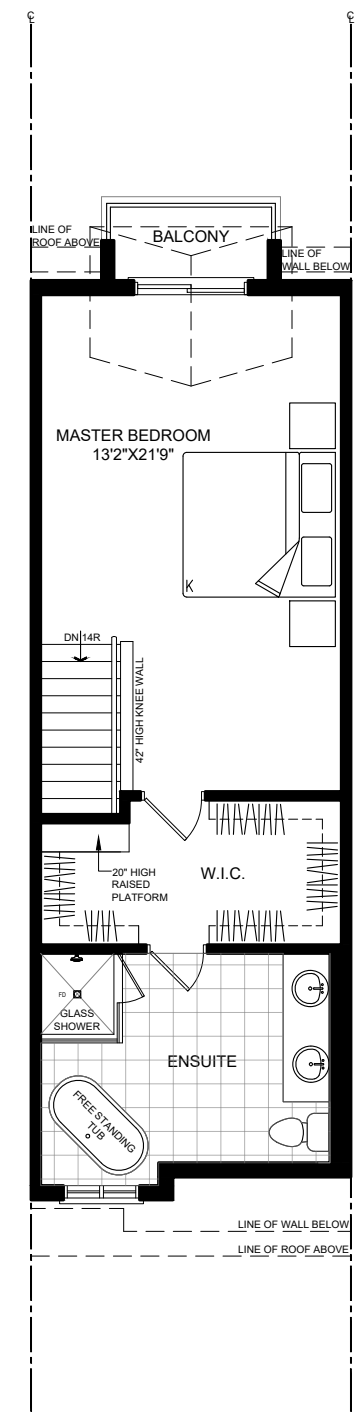 ℄
℄
LINE OF
ROOF ABOVE
BALCONY
LINE OF
WALL BELOW
MASTER BEDROOM
13'2"X21'9"
K
DN 14R
42" HIGH KNEE WALL
20" HIGH
RAISED
PLATFORM
W.I.C.
FD
GLASS
SHOWER
ENSUITE
FREE STANDING
TUB
LINE OF WALL BELOW
LINE OF ROOF ABOVE